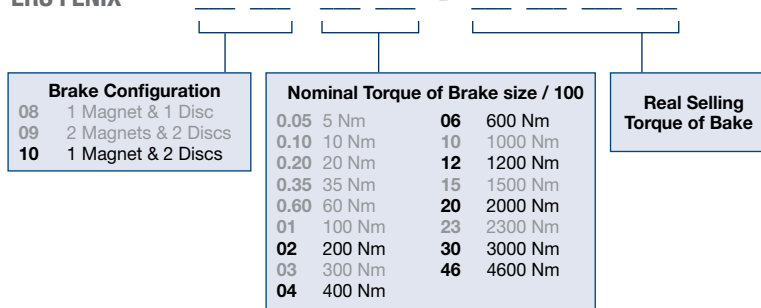 ERS FENIX
Brake Configuration
08 1 Magnet & 1 Disc
09 2 Magnets & 2 Discs
10 1 Magnet & 2 Discs
Nominal Torque of Brake size / 100
0.05 5 Nm 06 600 Nm
0.10 10 Nm 10 1000 Nm
0.20 20 Nm 12 1200 Nm
0.35 35 Nm 15 1500 Nm
0.60 60 Nm 20 2000 Nm
01 100 Nm 23 2300 Nm
02 200 Nm 30 3000 Nm
03 300 Nm 46 4600 Nm
04 400 Nm
Real Selling
Torque of Bake